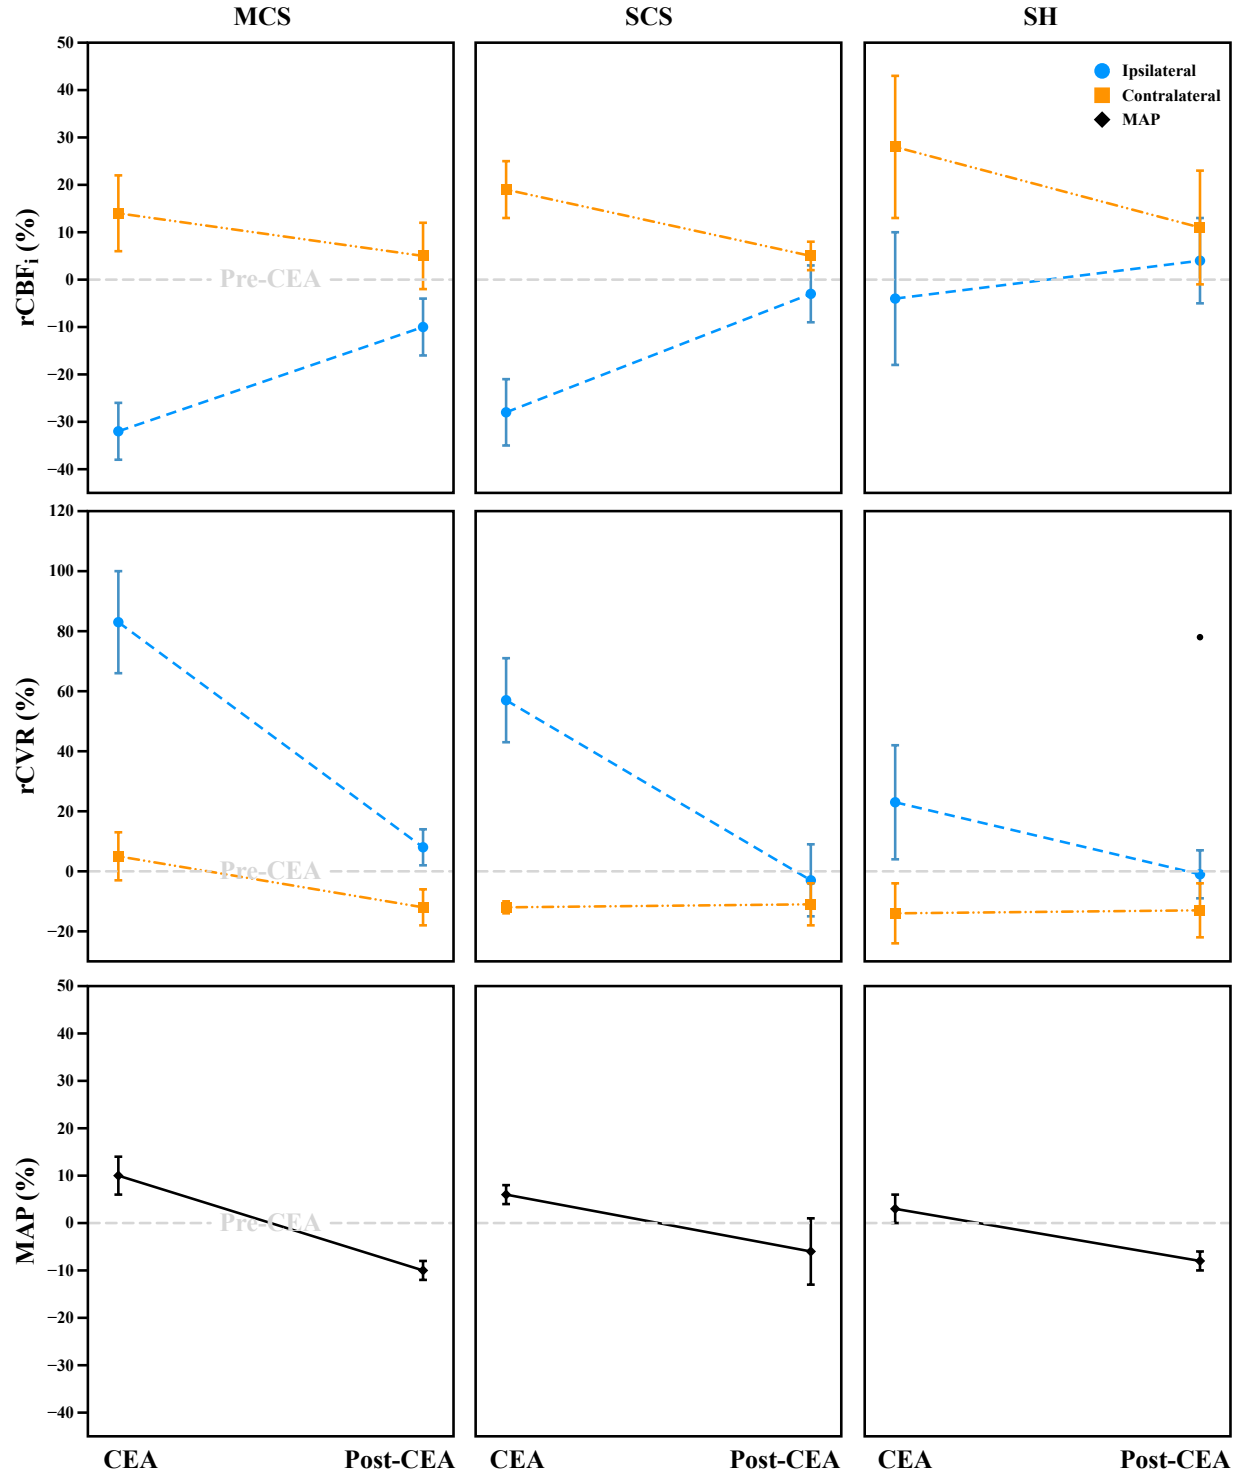 MCS SCS SH
rCBFi (%)
50
40
30
20
10
0
−10
−20
−30
−40
Pre-CEA
Ipsilateral
Contralateral
MAP
rCVR (%)
120
100
80
60
40
20
0
−20
Pre-CEA
MAP (%)
50
40
30
20
10
0
−10
−20
−30
−40
Pre-CEA
CEA Post-CEA CEA Post-CEA CEA Post-CEA